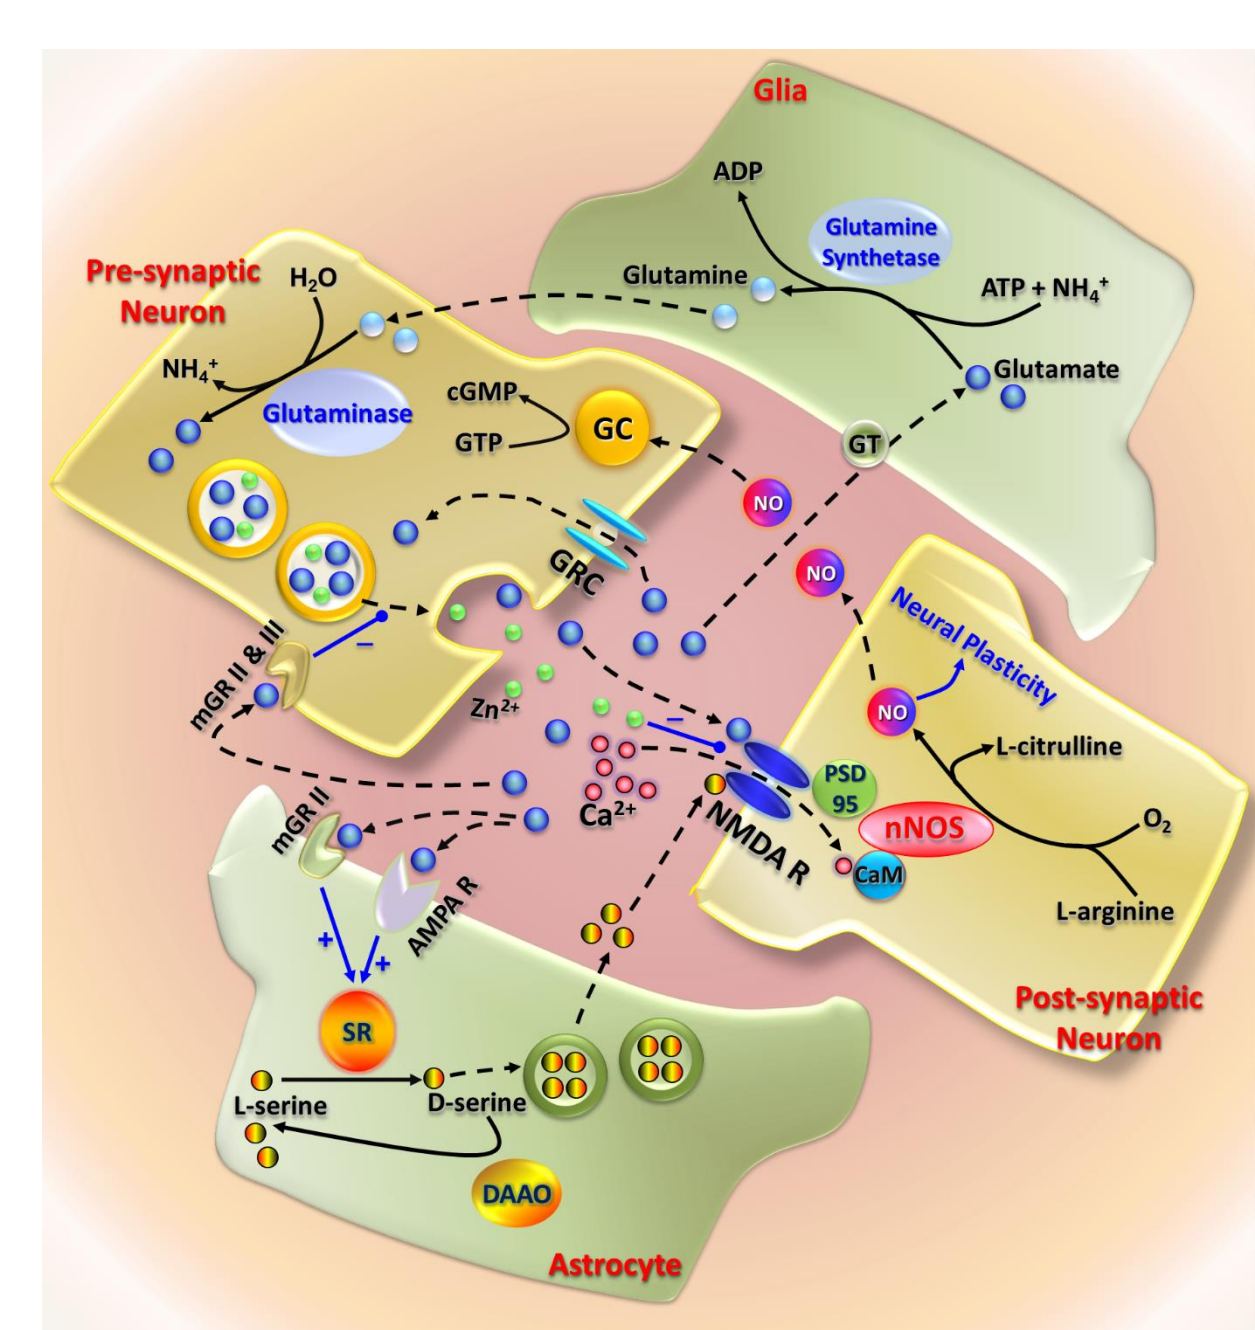 Glia
ADP
Glutamine
Synthetase
Glutamine
ATP + NH₄⁺
Glutamate
GT
Pre-synaptic
Neuron
H₂O
NH₄⁺
Glutaminase
cGMP
GTP
GC
NO
NO
GRC
mGR II & III
–
Zn²⁺
–
Ca²⁺
Neural Plasticity
NO
L-citrulline
PSD
95
nNOS
O₂
CaM
L-arginine
NMDA R
Post-synaptic
Neuron
mGR II
AMPA R
+
+
SR
L-serine
D-serine
DAAO
Astrocyte